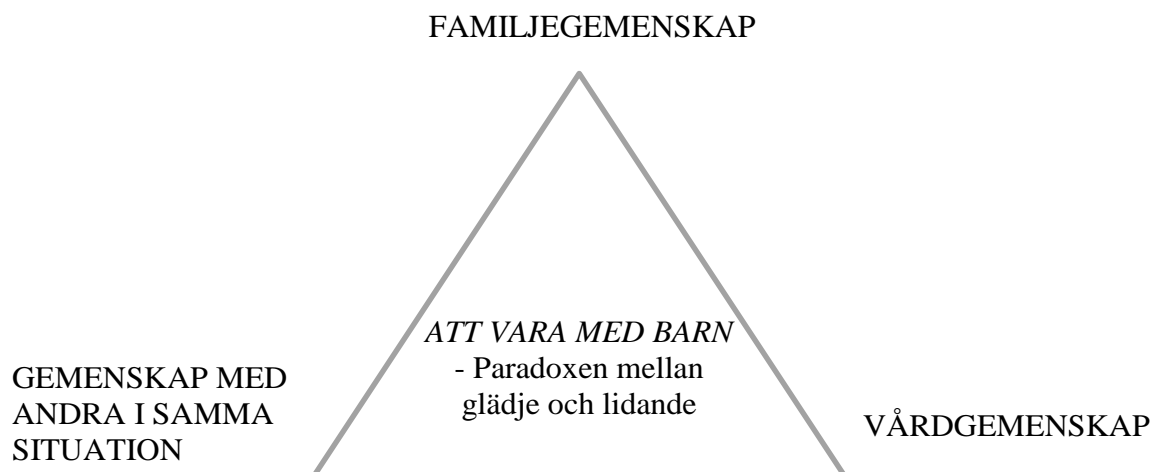 FAMILJEGEMENSKAP
ATT VARA MED BARN
- Paradoxen mellan
glädje och lidande
GEMENSKAP MED
ANDRA I SAMMA
SITUATION
VÅRDGEMENSKAP